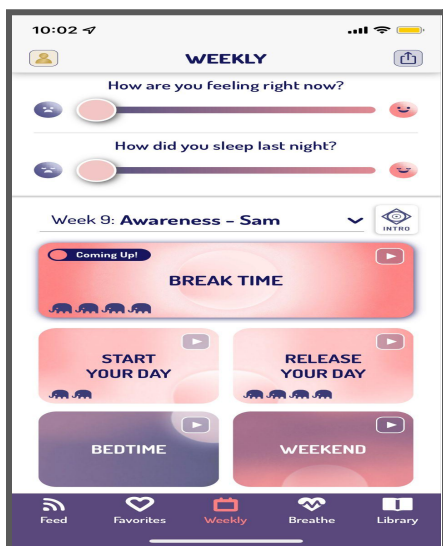 10:02
WEEKLY
How are you feeling right now?
How did you sleep last night?
Week 9: Awareness - Sam
INTRO
Coming Up!
BREAK TIME
START
YOUR DAY
RELEASE
YOUR DAY
BEDTIME
WEEKEND
Feed
Favorites
Weekly
Breathe
Library